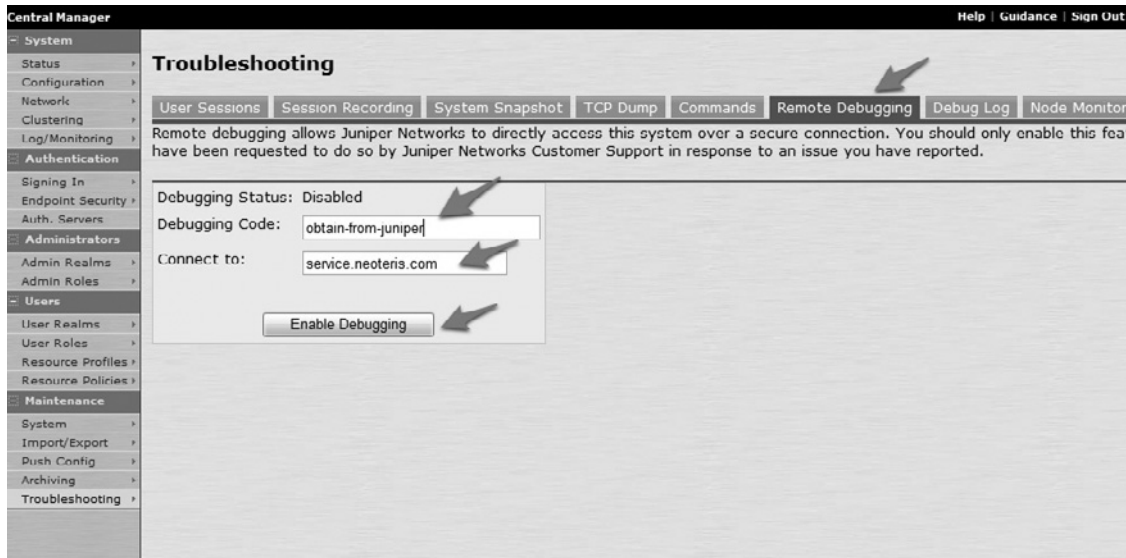 Central Manager
Help | Guidance | Sign Out
System
Status
Configuration
Network
Clustering
Log/Monitoring
Authentication
Signing In
Endpoint Security
Auth. Servers
Administrators
Admin Realms
Admin Roles
Users
User Realms
User Roles
Resource Profiles
Resource Policies
Maintenance
System
Import/Export
Push Config
Archiving
Troubleshooting
Troubleshooting
User Sessions Session Recording System Snapshot TCP Dump Commands Remote Debugging Debug Log Node Monitor
Remote debugging allows Juniper Networks to directly access this system over a secure connection. You should only enable this fea
have been requested to do so by Juniper Networks Customer Support in response to an issue you have reported.
Debugging Status: Disabled
Debugging Code: obtain-from-juniper
Connect to: service.neoteris.com
Enable Debugging